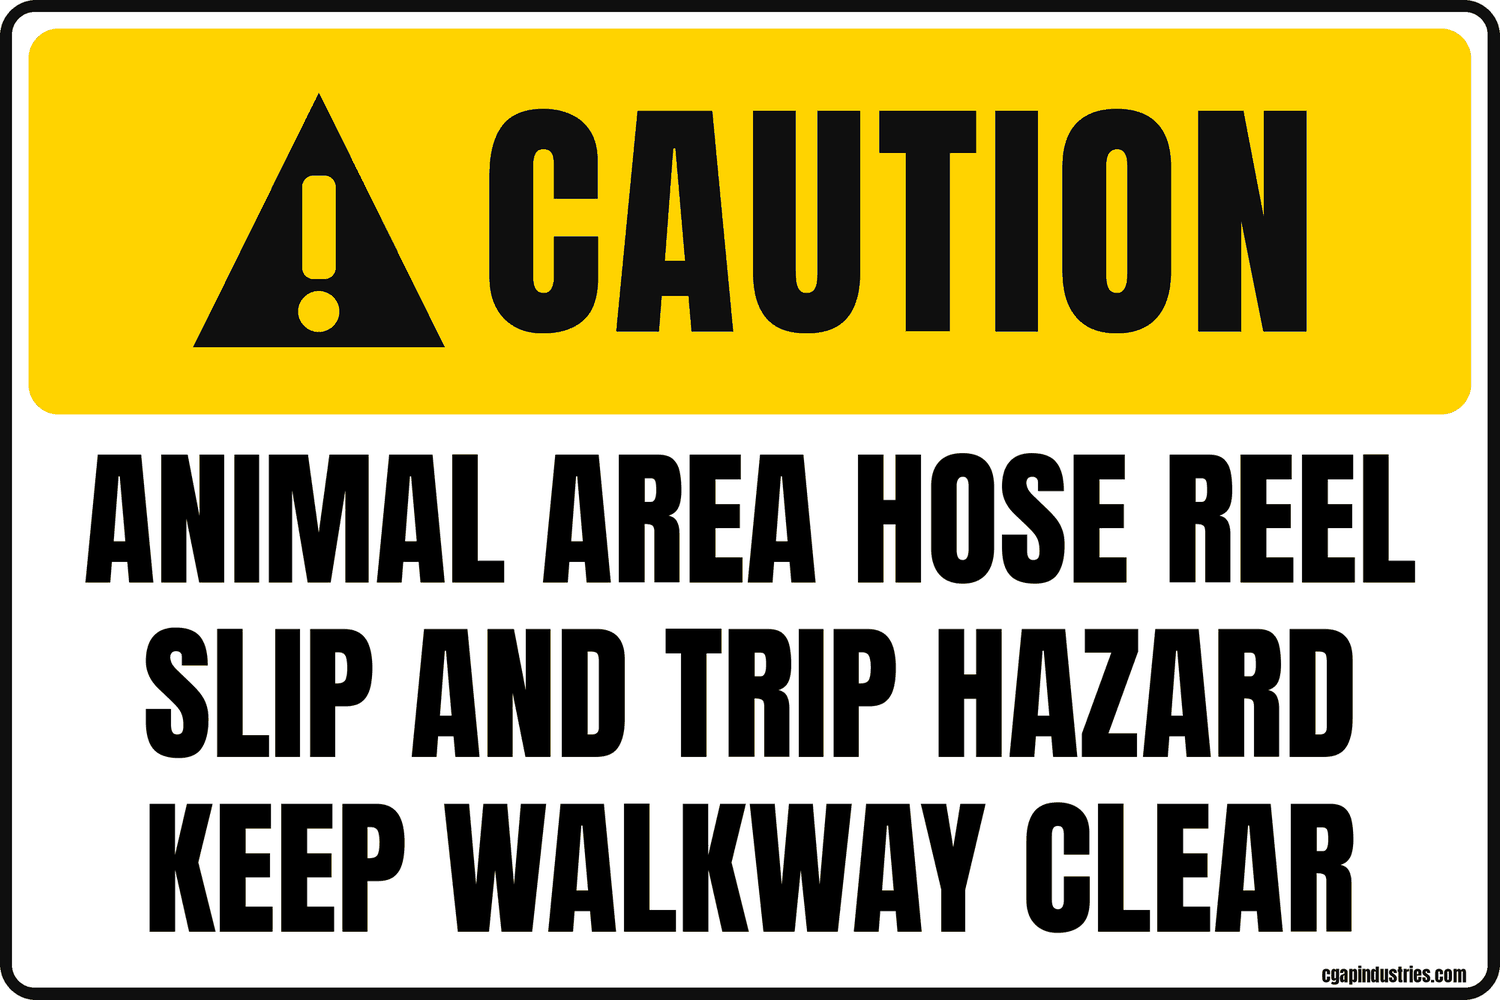 CAUTION
ANIMAL AREA HOSE REEL
SLIP AND TRIP HAZARD
KEEP WALKWAY CLEAR
cgapindustries.com